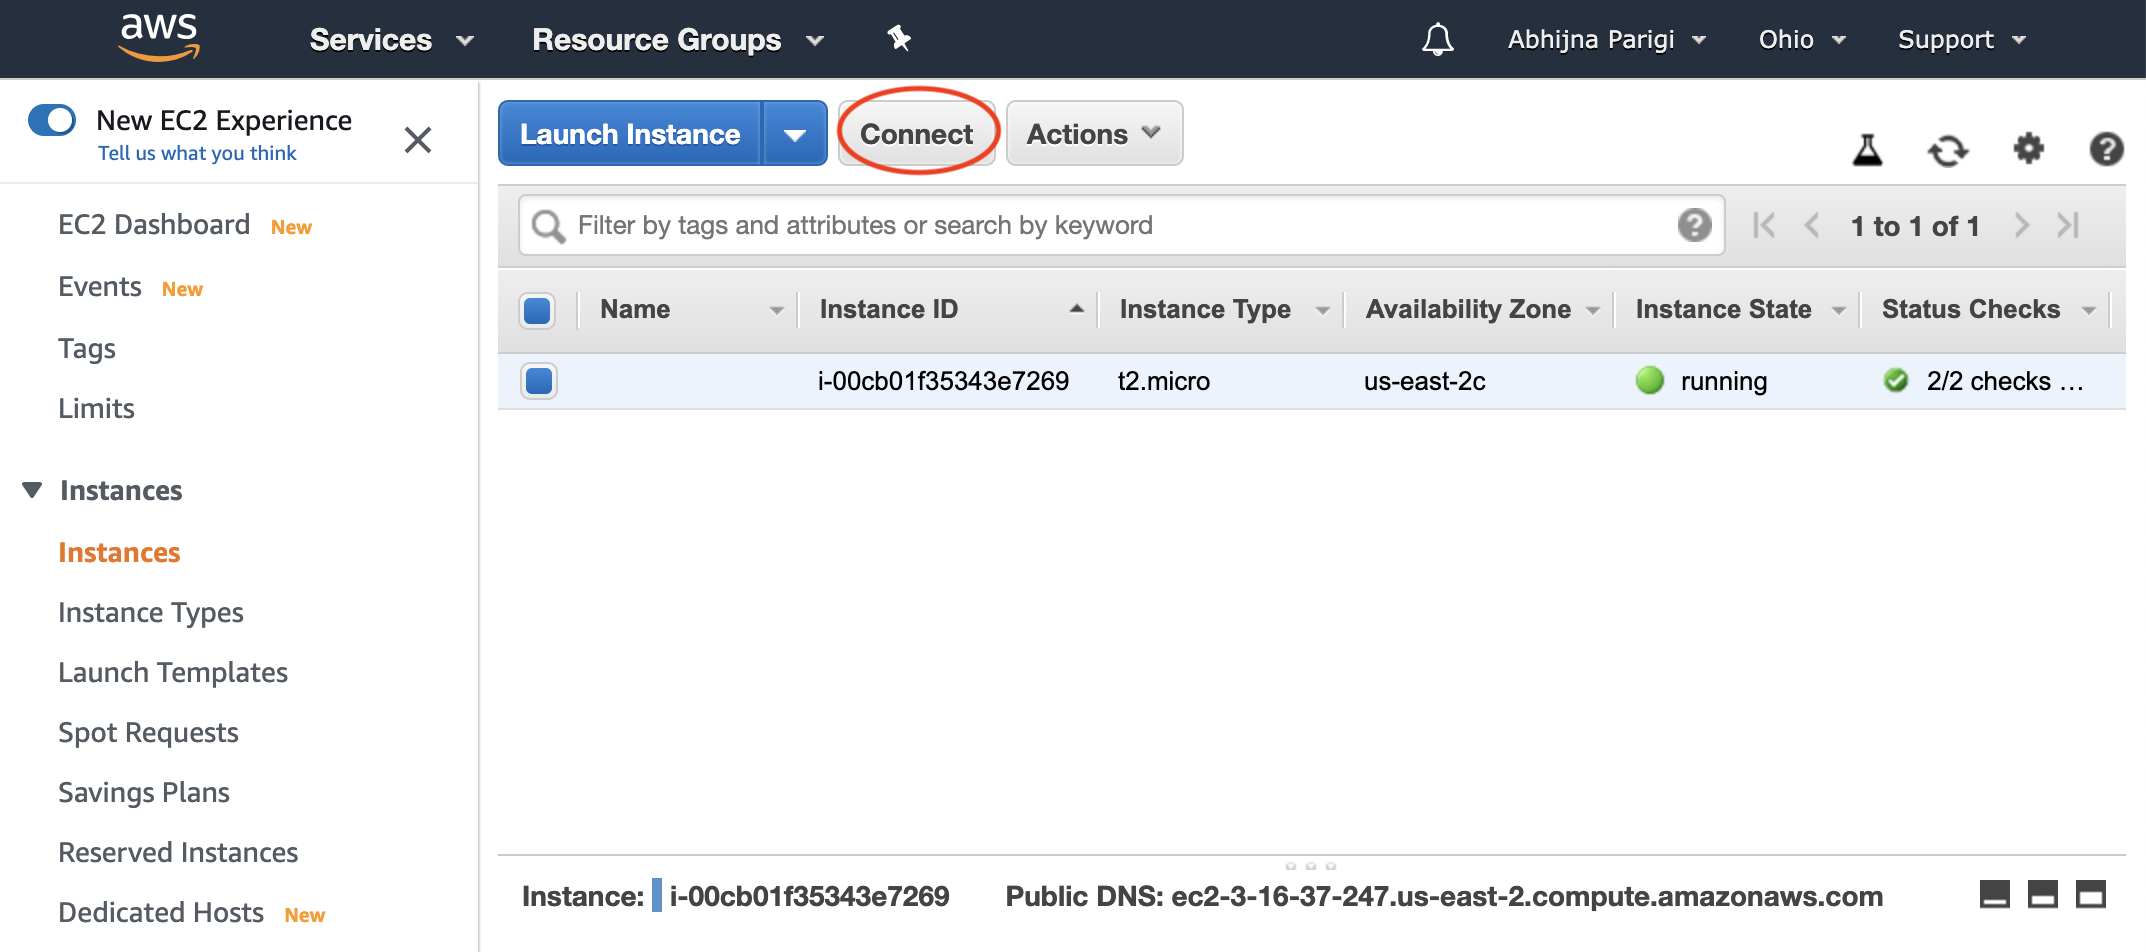 aws
Services
Resource Groups
Abhijna Parigi
Ohio
Support
New EC2 Experience
Tell us what you think
EC2 Dashboard New
Events New
Tags
Limits
Instances
Instances
Instance Types
Launch Templates
Spot Requests
Savings Plans
Reserved Instances
Dedicated Hosts New
Launch Instance
Connect
Actions
Filter by tags and attributes or search by keyword
1 to 1 of 1
Name Instance ID Instance Type Availability Zone Instance State Status Checks
i-00cb01f35343e7269 t2.micro us-east-2c running 2/2 checks ...
Instance: i-00cb01f35343e7269 Public DNS: ec2-3-16-37-247.us-east-2.compute.amazonaws.com